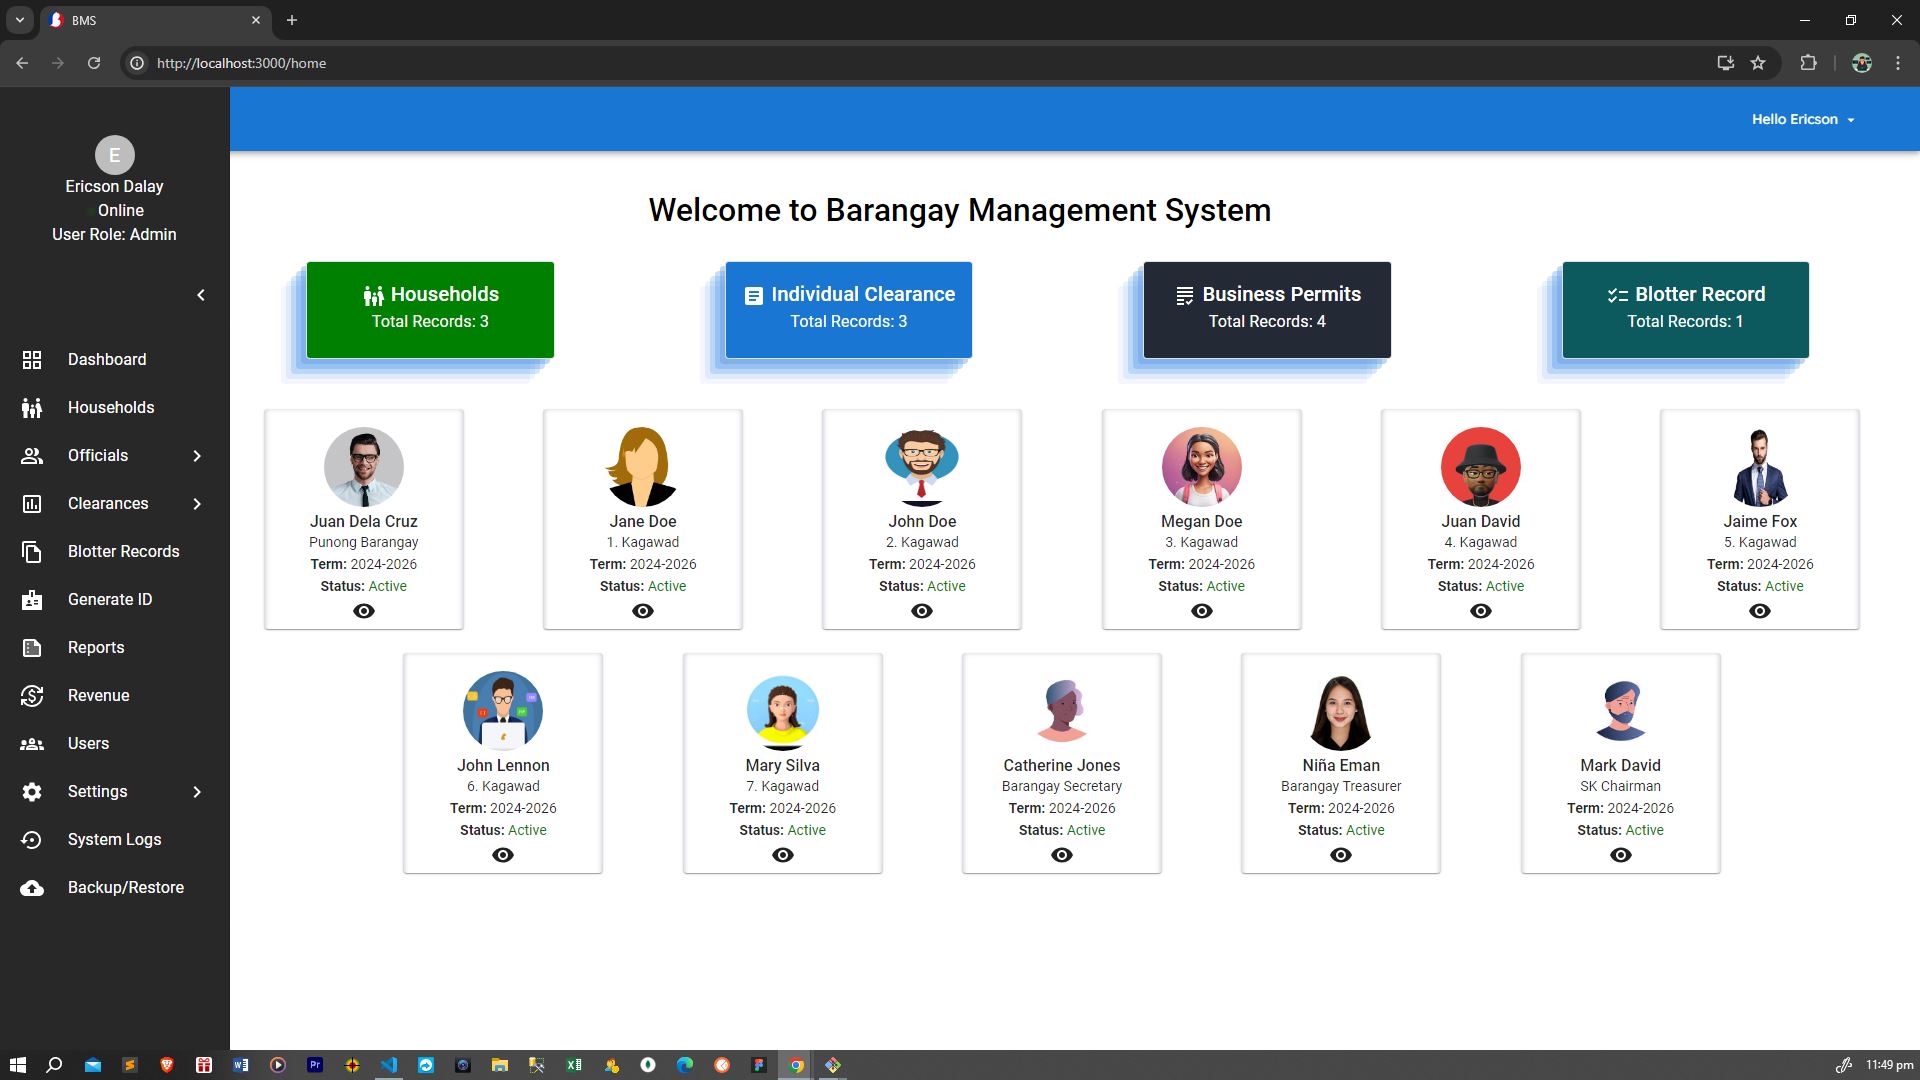 BMS
http://localhost:3000/home
Hello Ericson
E
Ericson Dalay
Online
User Role: Admin
Dashboard
Households
Officials
Clearances
Blotter Records
Generate ID
Reports
Revenue
Users
Settings
System Logs
Backup/Restore
Welcome to Barangay Management System
Households
Total Records: 3
Individual Clearance
Total Records: 3
Business Permits
Total Records: 4
Blotter Record
Total Records: 1
Juan Dela Cruz
Punong Barangay
Term: 2024-2026
Status: Active
Jane Doe
1. Kagawad
Term: 2024-2026
Status: Active
John Doe
2. Kagawad
Term: 2024-2026
Status: Active
Megan Doe
3. Kagawad
Term: 2024-2026
Status: Active
Juan David
4. Kagawad
Term: 2024-2026
Status: Active
Jaime Fox
5. Kagawad
Term: 2024-2026
Status: Active
John Lennon
6. Kagawad
Term: 2024-2026
Status: Active
Mary Silva
7. Kagawad
Term: 2024-2026
Status: Active
Catherine Jones
Barangay Secretary
Term: 2024-2026
Status: Active
Niña Eman
Barangay Treasurer
Term: 2024-2026
Status: Active
Mark David
SK Chairman
Term: 2024-2026
Status: Active
Pr
11:49 pm